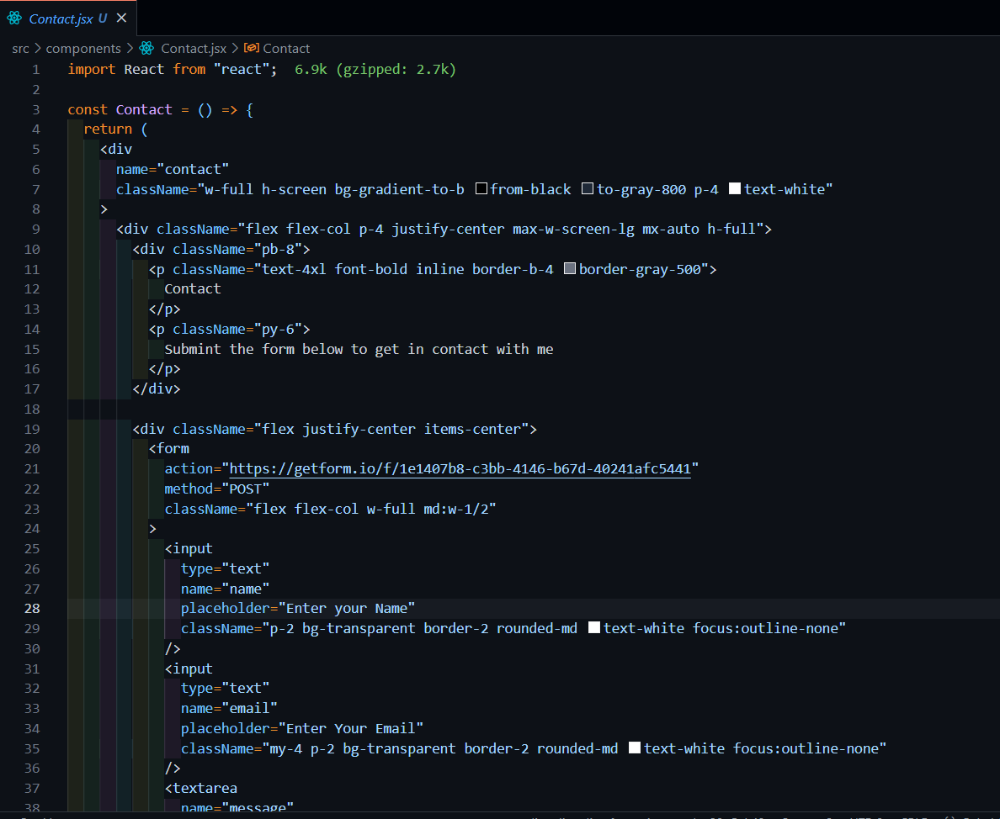 Contact.jsx U ✕
src > components > Contact.jsx > Contact
1 import React from "react"; 6.9k (gzipped: 2.7k)
2
3 const Contact = () => {
4 return (
5 <div
6 name="contact"
7 className="w-full h-screen bg-gradient-to-b from-black to-gray-800 p-4 text-white"
8 >
9 <div className="flex flex-col p-4 justify-center max-w-screen-lg mx-auto h-full">
10 <div className="pb-8">
11 <p className="text-4xl font-bold inline border-b-4 border-gray-500">
12 Contact
13 </p>
14 <p className="py-6">
15 Submint the form below to get in contact with me
16 </p>
17 </div>
18
19 <div className="flex justify-center items-center">
20 <form
21 action="https://getform.io/f/1e1407b8-c3bb-4146-b67d-40241afc5441"
22 method="POST"
23 className="flex flex-col w-full md:w-1/2"
24 >
25 <input
26 type="text"
27 name="name"
28 placeholder="Enter your Name"
29 className="p-2 bg-transparent border-2 rounded-md text-white focus:outline-none"
30 />
31 <input
32 type="text"
33 name="email"
34 placeholder="Enter Your Email"
35 className="my-4 p-2 bg-transparent border-2 rounded-md text-white focus:outline-none"
36 />
37 <textarea
38 name="message"